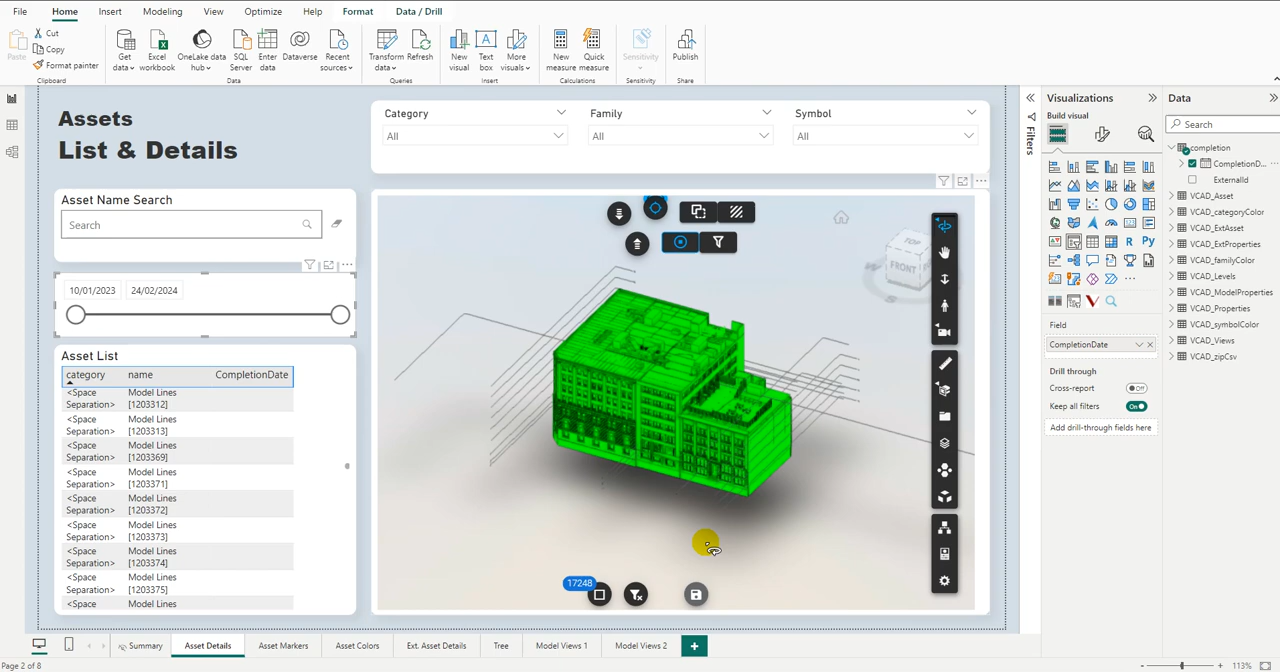 File Home Insert Modeling View Optimize Help Format Data / Drill
Paste
Cut
Copy
Format painter
Get data
Excel workbook
OneLake data hub
SQL Server
Enter data
Dataverse
Recent sources
Transform data
Refresh
New visual
Text box
More visuals
New measure
Quick measure
Sensitivity
Publish
Clipboard Data Queries Insert Calculations Sensitivity Share
Assets
List & Details
Category
All
Family
All
Symbol
All
Asset Name Search
Search
10/01/2023 24/02/2024
Asset List
category name CompletionDate
<Space Model Lines
Separation> [1203312]
<Space Model Lines
Separation> [1203313]
<Space Model Lines
Separation> [1203369]
<Space Model Lines
Separation> [1203371]
<Space Model Lines
Separation> [1203372]
<Space Model Lines
Separation> [1203373]
<Space Model Lines
Separation> [1203374]
<Space Model Lines
Separation> [1203375]
<Space Model Lines
TOP
FRONT
17248
Filters
Visualizations
Build visual
R Py
Field
CompletionDate
Drill through
Cross-report Off
Keep all filters On
Add drill-through fields here
Data
Search
completion
CompletionD...
ExternalId
VCAD_Asset
VCAD_categoryColor
VCAD_ExtAsset
VCAD_ExtProperties
VCAD_familyColor
VCAD_Levels
VCAD_ModelProperties
VCAD_Properties
VCAD_symbolColor
VCAD_Views
VCAD_zipCsv
Summary Asset Details Asset Markers Asset Colors Ext. Asset Details Tree Model Views 1 Model Views 2 +
Page 2 of 8
- + 113%